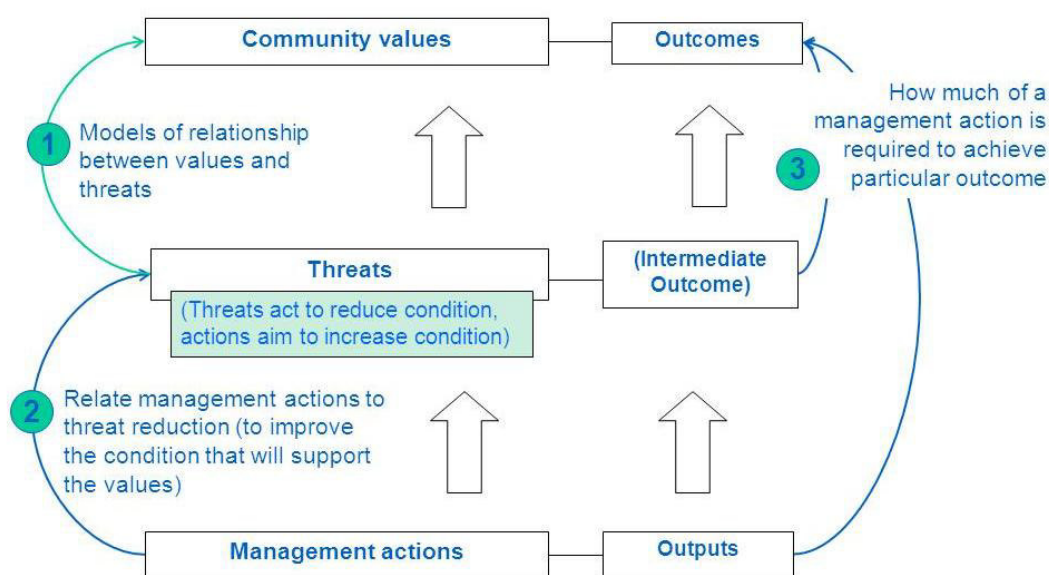 Community values
Outcomes
1
Models of relationship
between values and
threats
How much of a
management action is
required to achieve
particular outcome
3
Threats
(Threats act to reduce condition,
actions aim to increase condition)
(Intermediate
Outcome)
2
Relate management actions to
threat reduction (to improve
the condition that will support
the values)
Management actions
Outputs